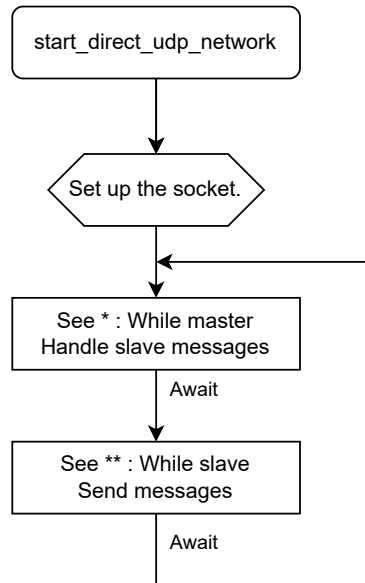 start_direct_udp_network
Set up the socket.
See * : While master
Handle slave messages
Await
See ** : While slave
Send messages
Await